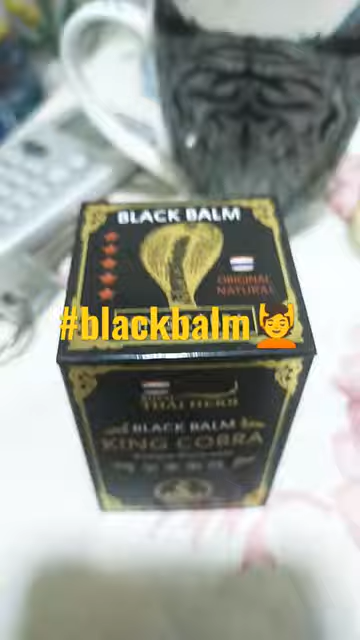 BLACK BALM
ORIGINAL
NATURAL
#blackbalm🙆
THAI HERB
BLACK BALM
KING COBRA